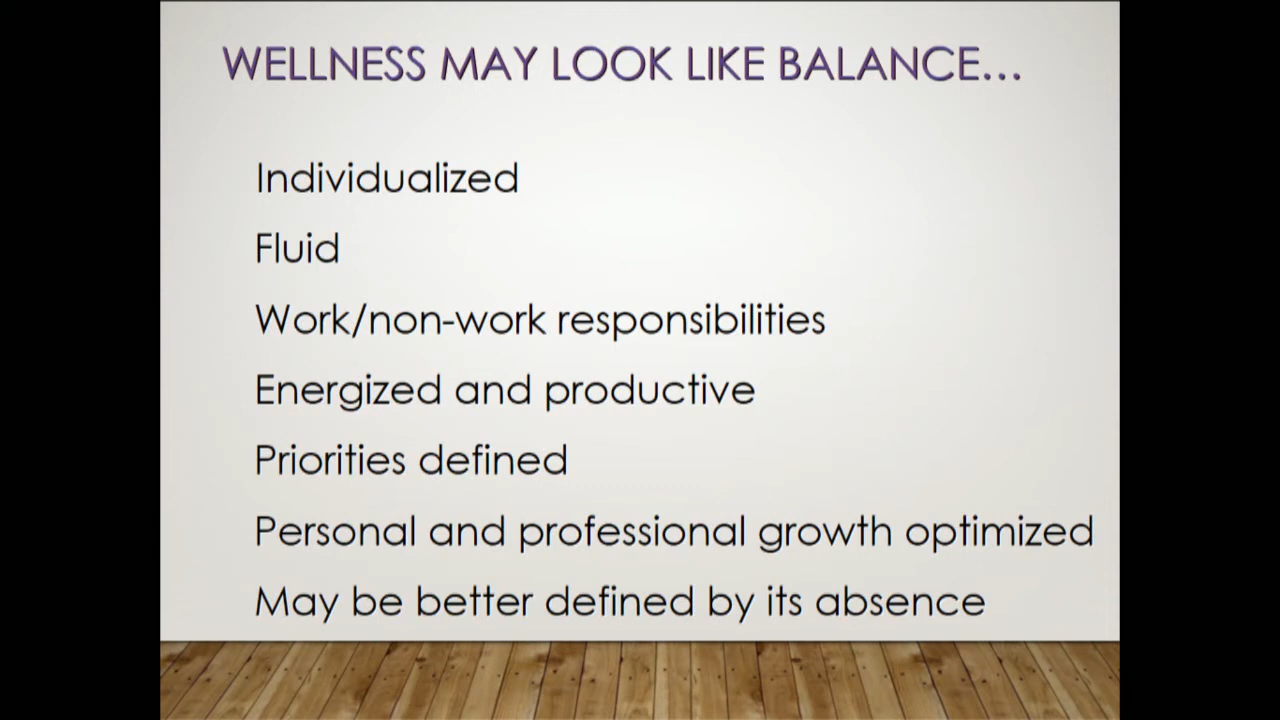 WELLNESS MAY LOOK LIKE BALANCE...
Individualized
Fluid
Work/non-work responsibilities
Energized and productive
Priorities defined
Personal and professional growth optimized
May be better defined by its absence